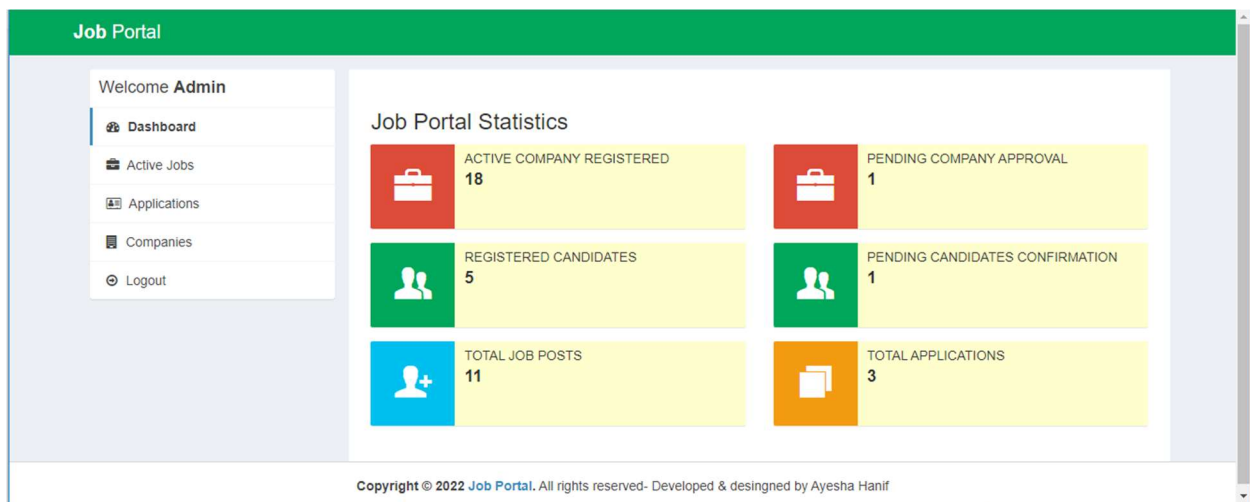 Job Portal
Welcome Admin
Dashboard
Active Jobs
Applications
Companies
Logout
Job Portal Statistics
ACTIVE COMPANY REGISTERED
18
PENDING COMPANY APPROVAL
1
REGISTERED CANDIDATES
5
PENDING CANDIDATES CONFIRMATION
1
TOTAL JOB POSTS
11
TOTAL APPLICATIONS
3
Copyright © 2022 Job Portal. All rights reserved- Developed & desingned by Ayesha Hanif